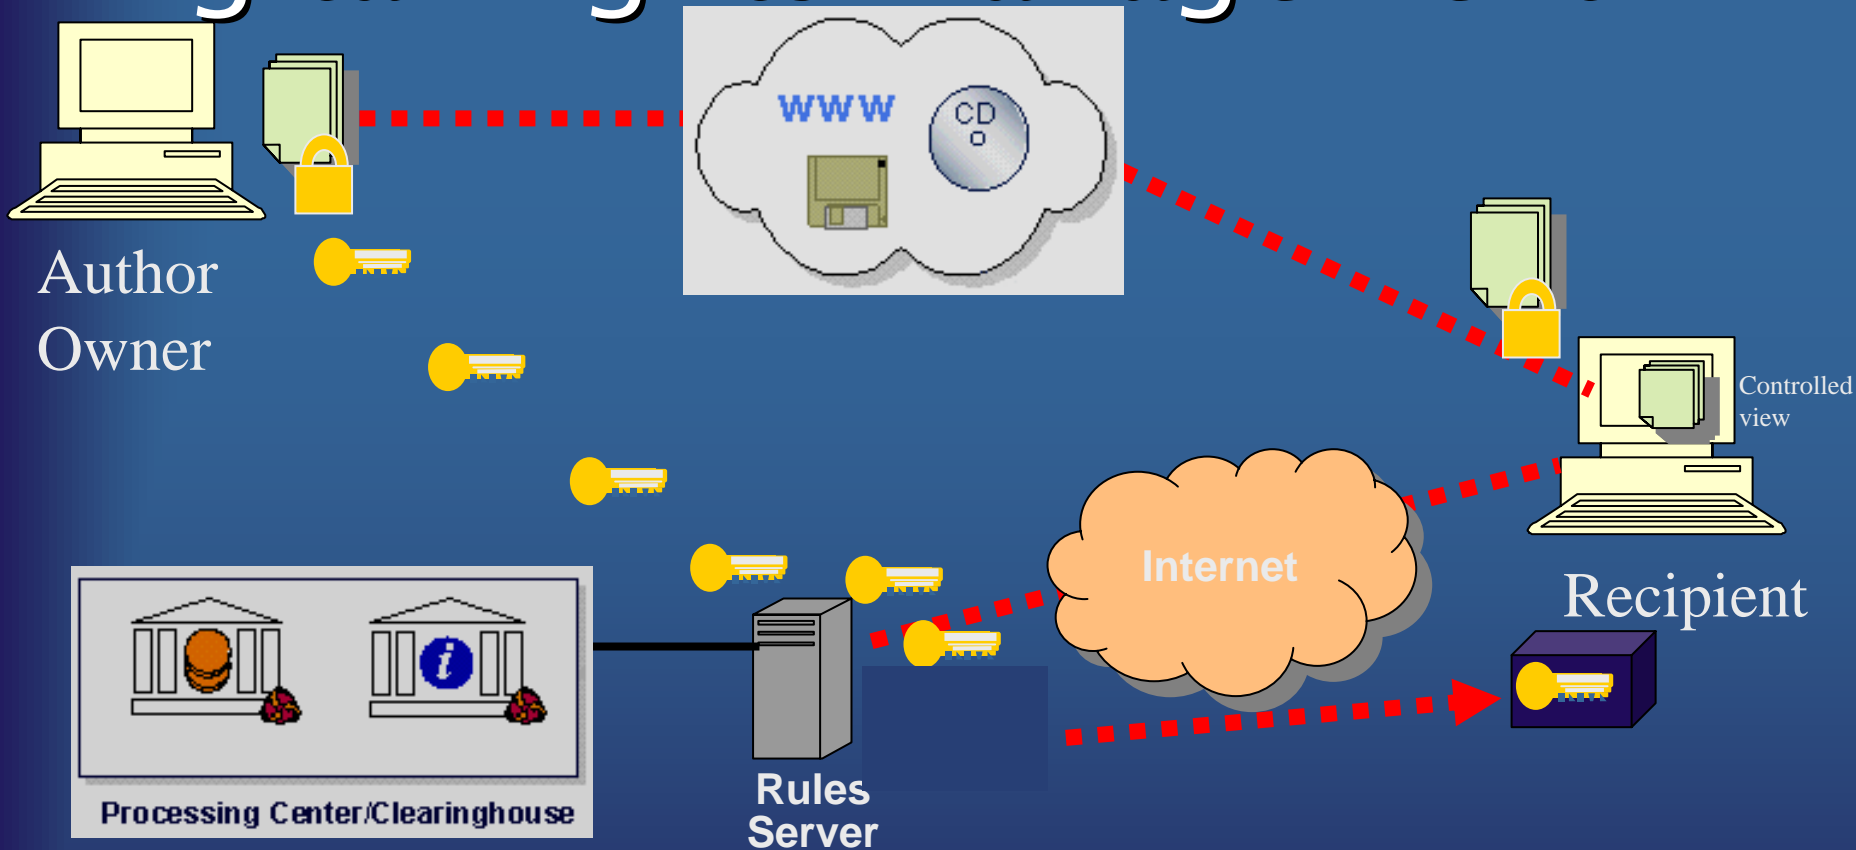 WWW
CD
Author
Owner
Controlled
view
Internet
Recipient
i
Processing Center/Clearinghouse
Rules
Server